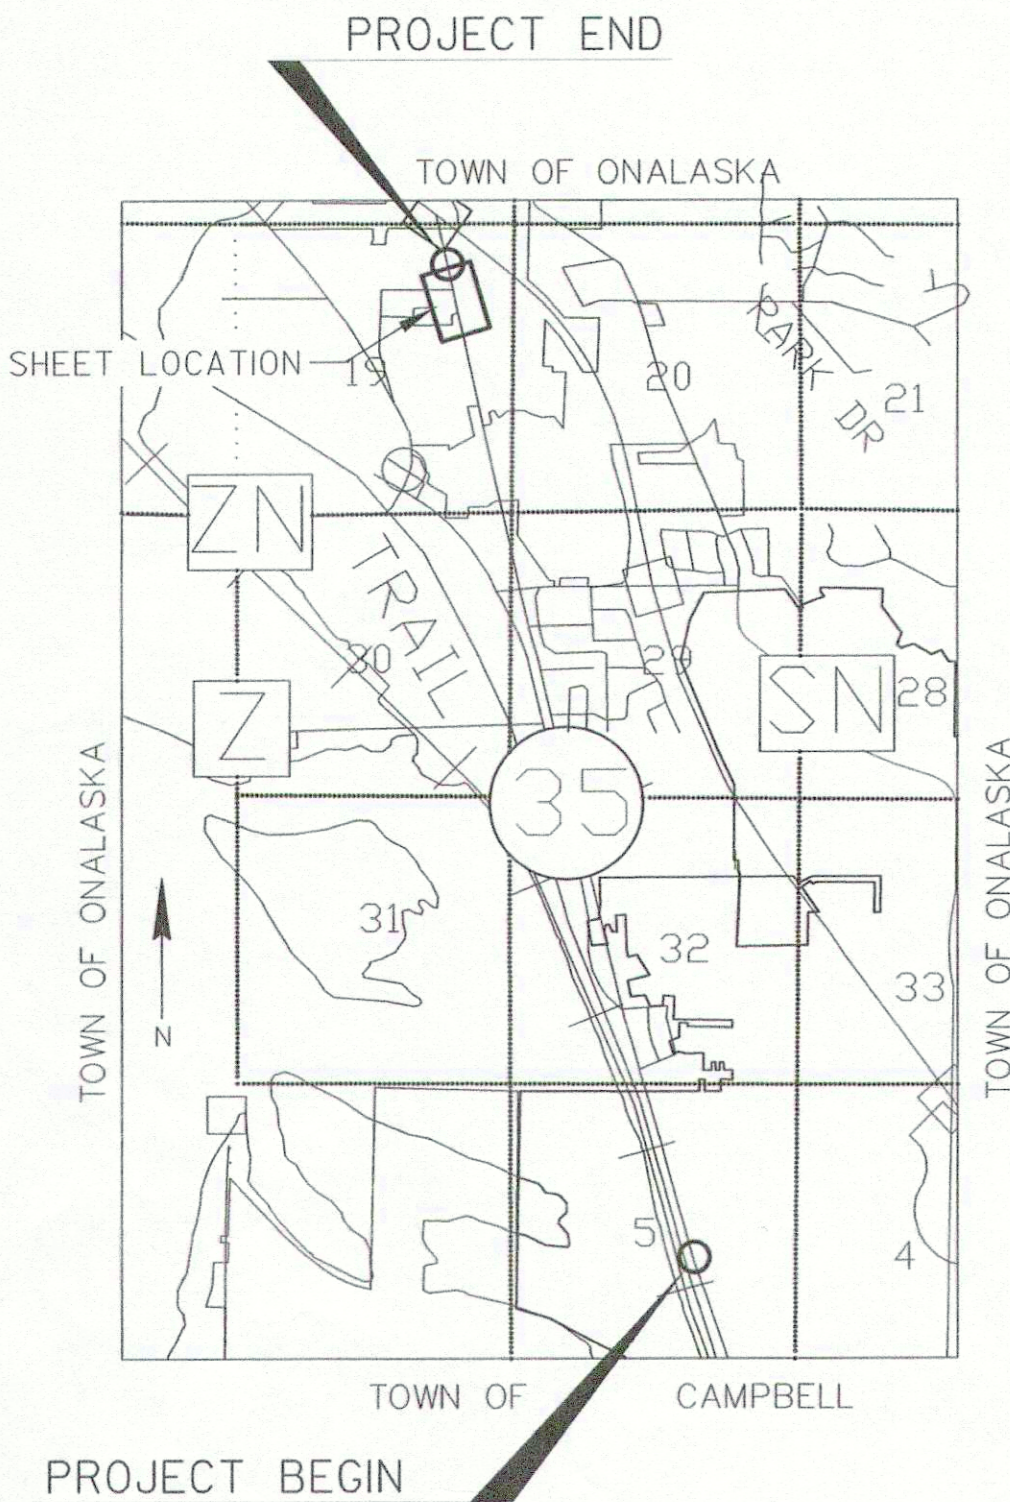 PROJECT END
TOWN OF ONALASKA
PARK DR
SHEET LOCATION
19
20
21
ZN
TRAIL
30
29
Z
SN
28
35
TOWN OF ONALASKA
TOWN OF ONALASKA
31
32
33
N
5
4
TOWN OF CAMPBELL
PROJECT BEGIN